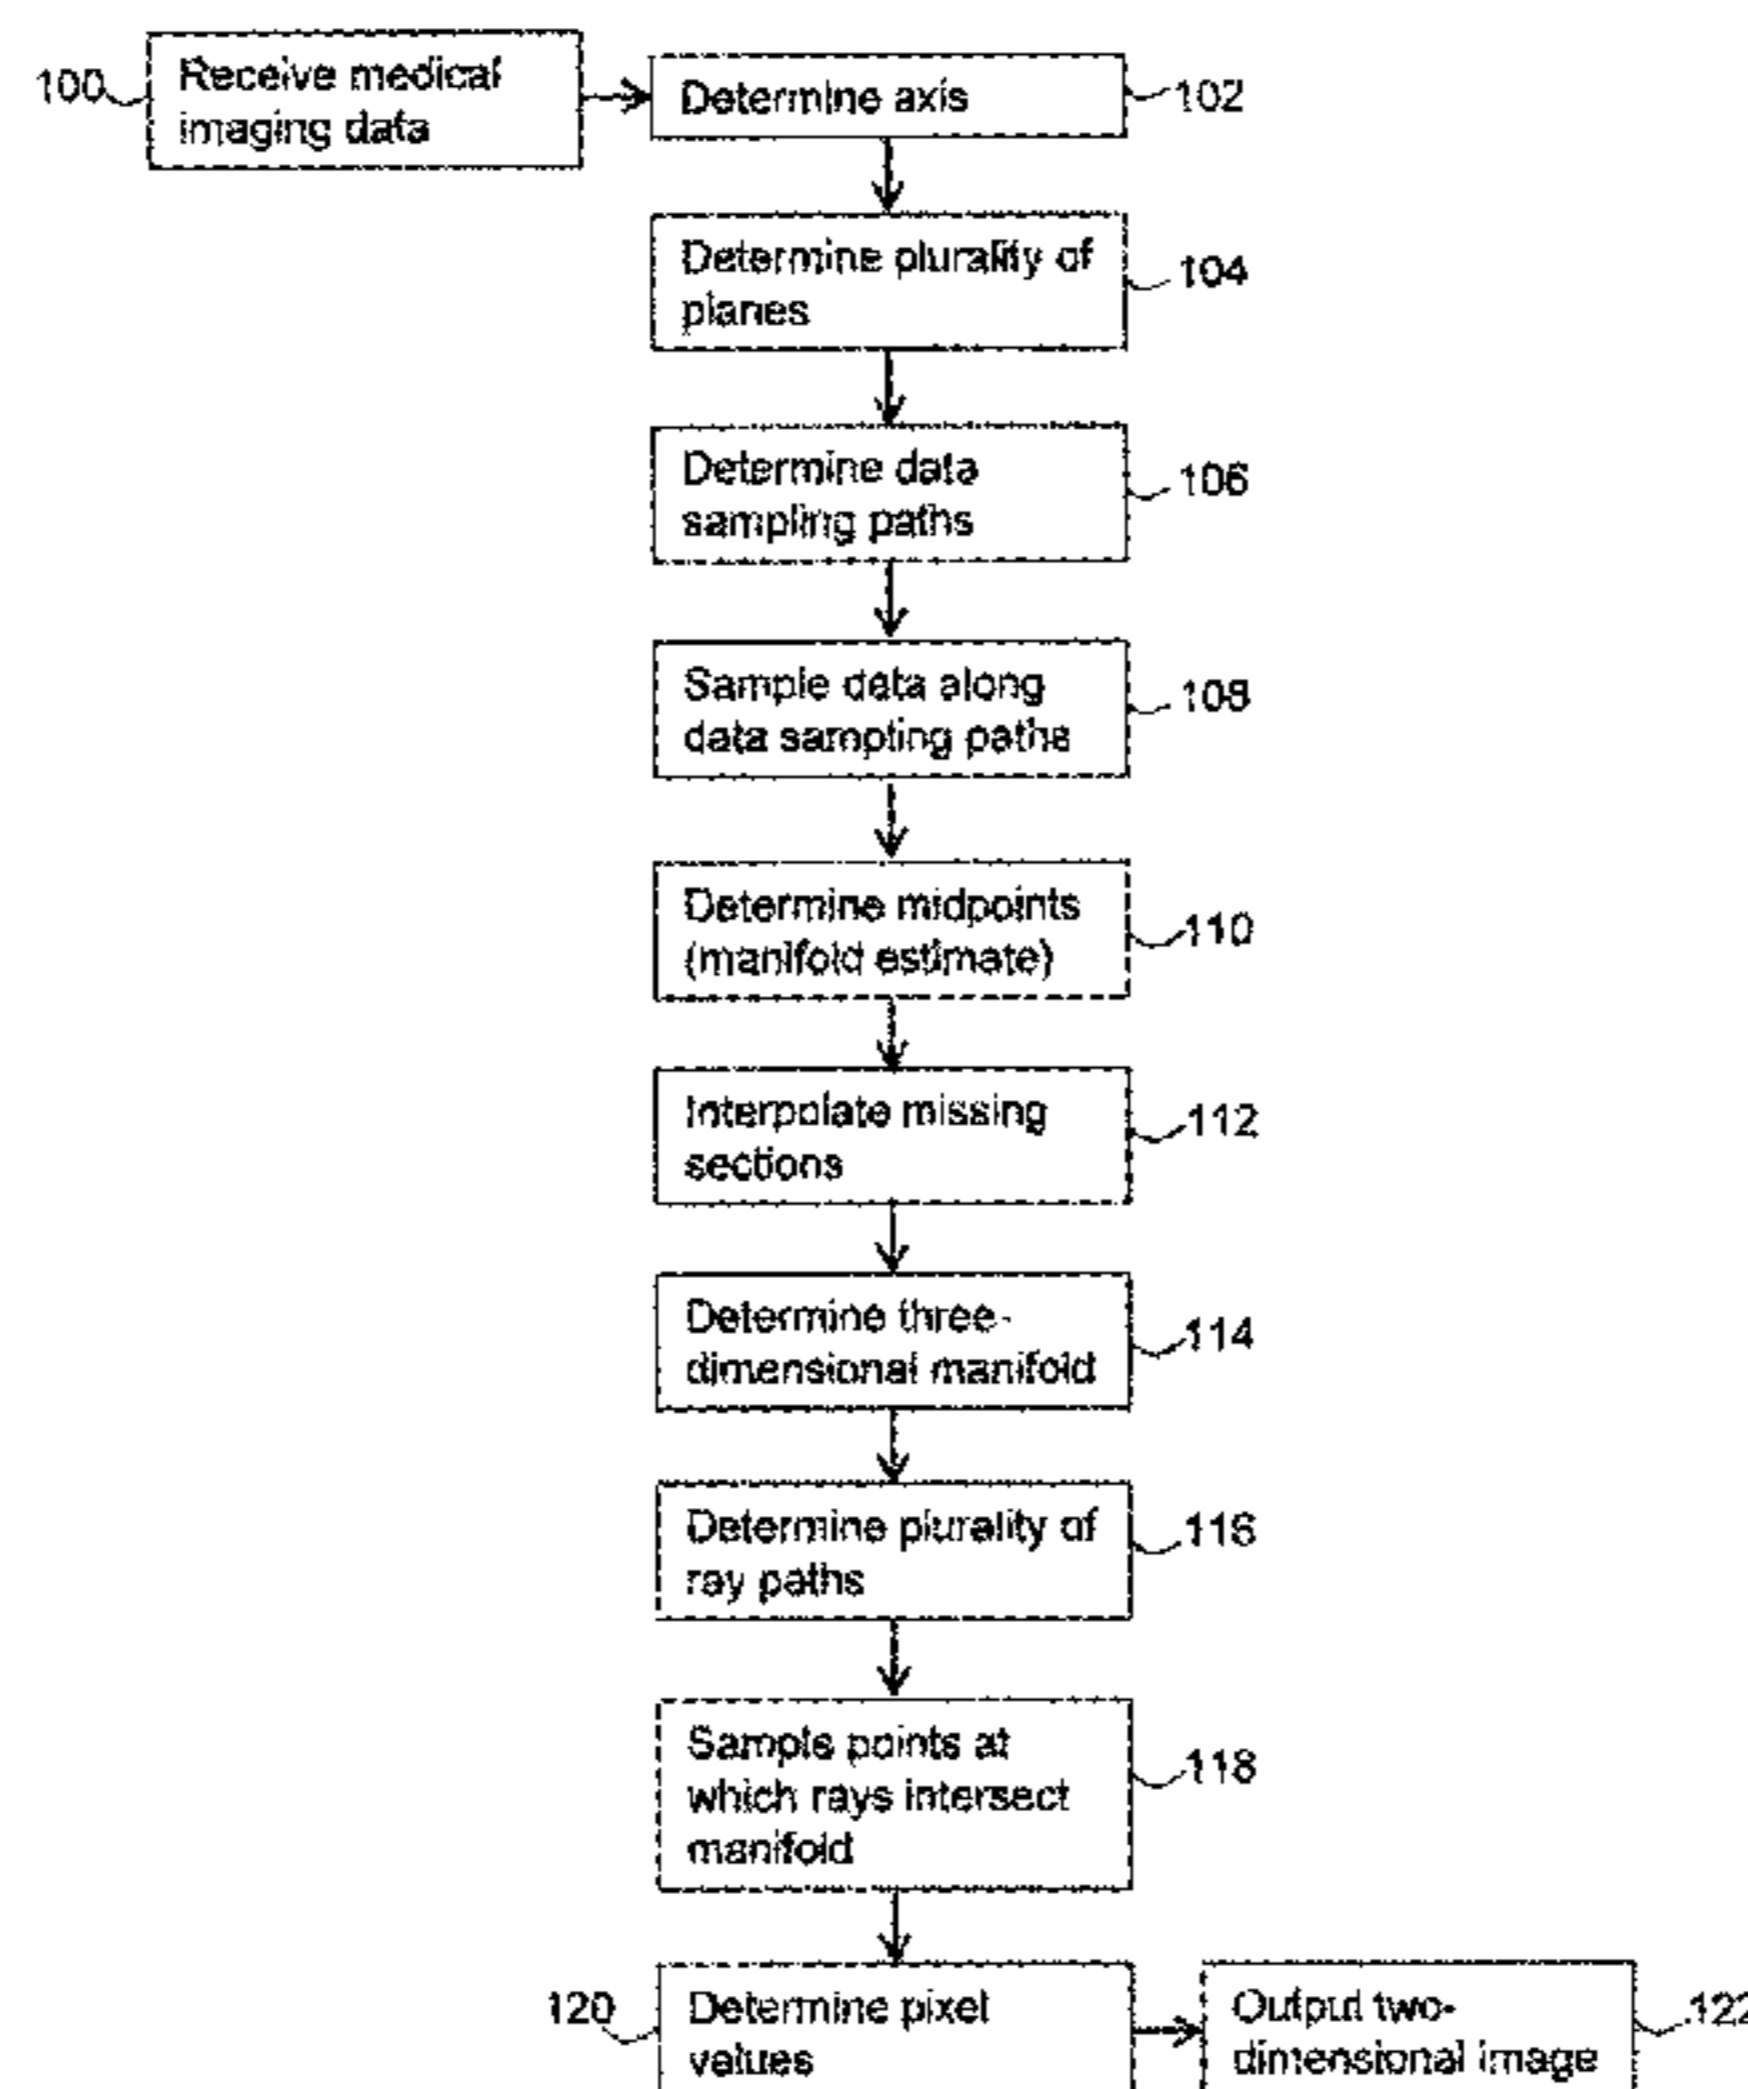 100
Receive medical
imaging data
Determine axis
102
Determine plurality of
planes
104
Determine data
sampling paths
106
Sample data along
data sampling paths
108
Determine midpoints
(manifold estimate)
110
Interpolate missing
sections
112
Determine three-
dimensional manifold
114
Determine plurality of
ray paths
116
Sample points at
which rays intersect
manifold
118
120
Determine pixel
values
Output two-
dimensional image
122